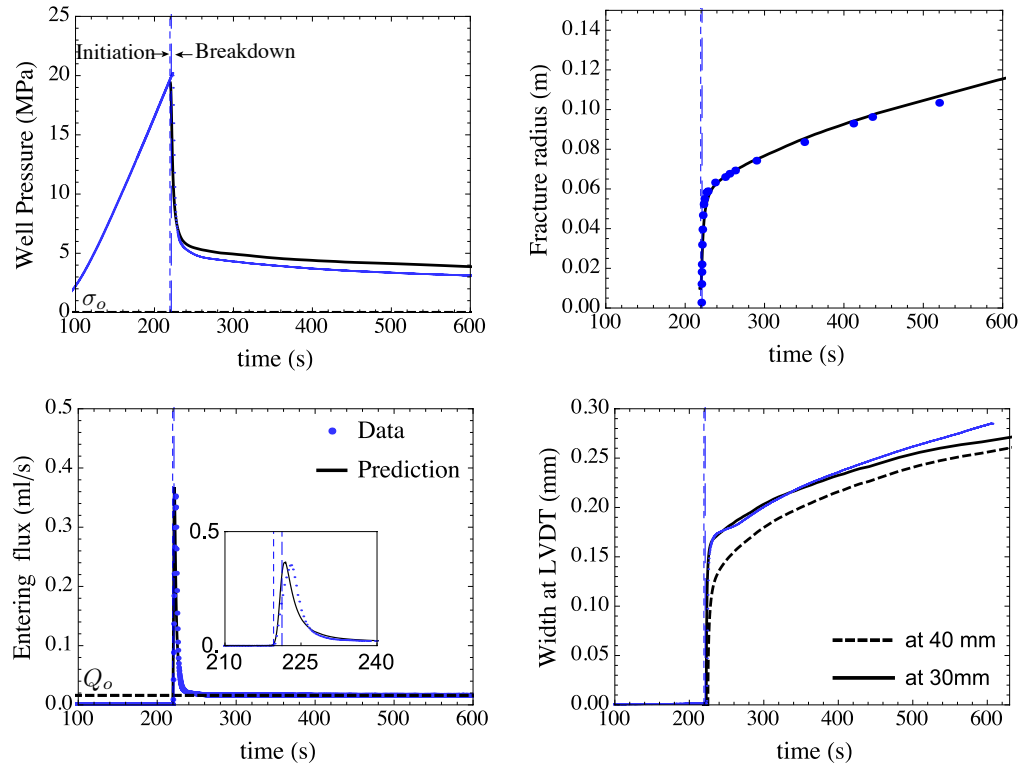 Well Pressure (MPa)
25
20
15
10
5
0
Initiation
Breakdown
σo
100 200 300 400 500 600
time (s)
Fracture radius (m)
0.14
0.12
0.10
0.08
0.06
0.04
0.02
0.00
100 200 300 400 500 600
time (s)
Entering flux (ml/s)
0.5
0.4
0.3
0.2
0.1
0.0
Data
Prediction
0.5
0.
210 225 240
Qo
100 200 300 400 500 600
time (s)
Width at LVDT (mm)
0.30
0.25
0.20
0.15
0.10
0.05
0.00
at 40 mm
at 30mm
100 200 300 400 500 600
time (s)